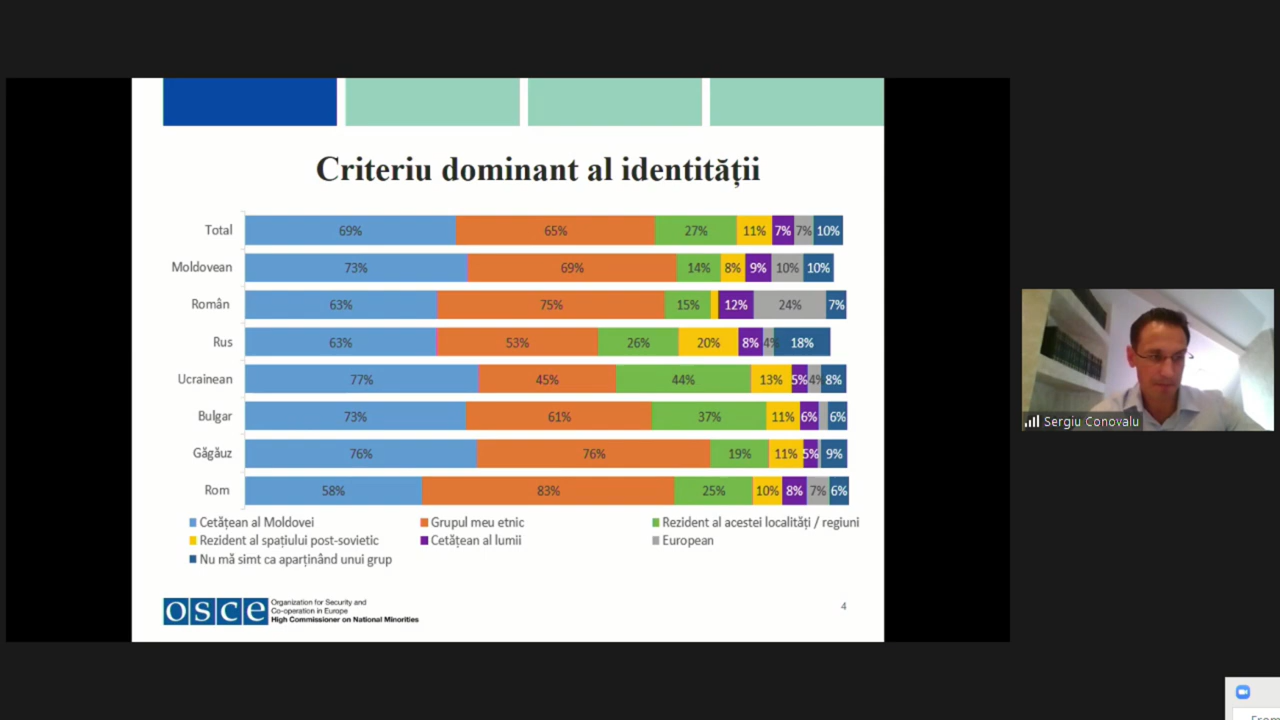 Criteriu dominant al identității
Total 69% 65% 27% 11% 7% 7% 10%
Moldovean 73% 69% 14% 8% 9% 10% 10%
Român 63% 75% 15% 12% 24% 7%
Rus 63% 53% 26% 20% 8% 4% 18%
Ucrainean 77% 45% 44% 13% 5% 4% 8%
Bulgar 73% 61% 37% 11% 6% 6%
Găgăuz 76% 76% 19% 11% 5% 9%
Rom 58% 83% 25% 10% 8% 7% 6%
Cetățean al Moldovei Grupul meu etnic Rezident al acestei localități / regiuni
Rezident al spațiului post-sovietic Cetățean al lumii European
Nu mă simt ca aparținând unui grup
osce
Organization for Security and
Co-operation in Europe
High Commissioner on National Minorities
4
Sergiu Conovalu